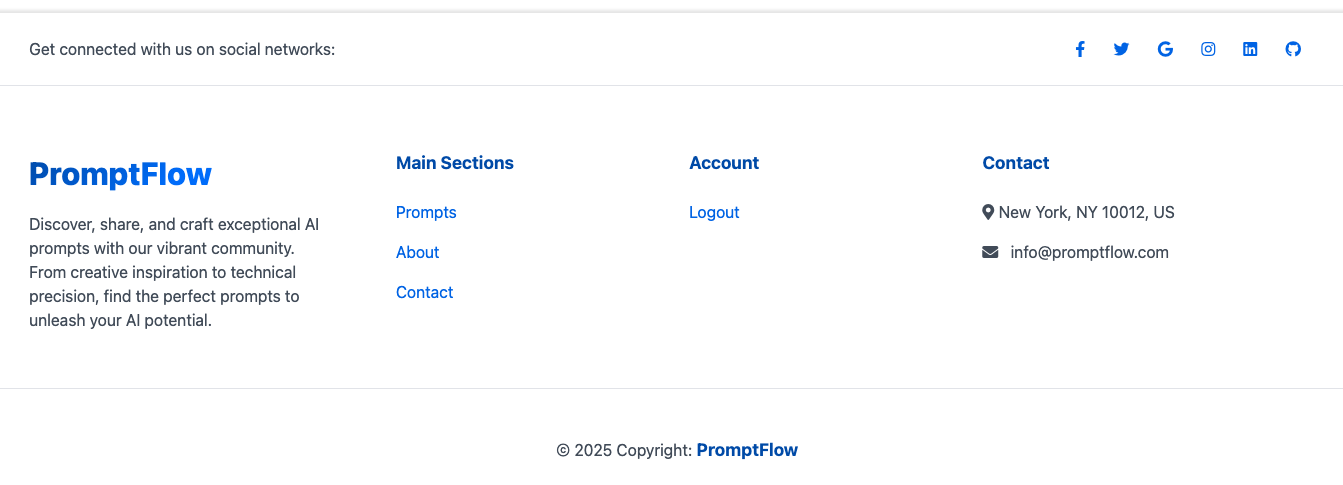 Get connected with us on social networks:
PromptFlow
Discover, share, and craft exceptional AI
prompts with our vibrant community.
From creative inspiration to technical
precision, find the perfect prompts to
unleash your AI potential.
Main Sections
Prompts
About
Contact
Account
Logout
Contact
New York, NY 10012, US
info@promptflow.com
© 2025 Copyright: PromptFlow